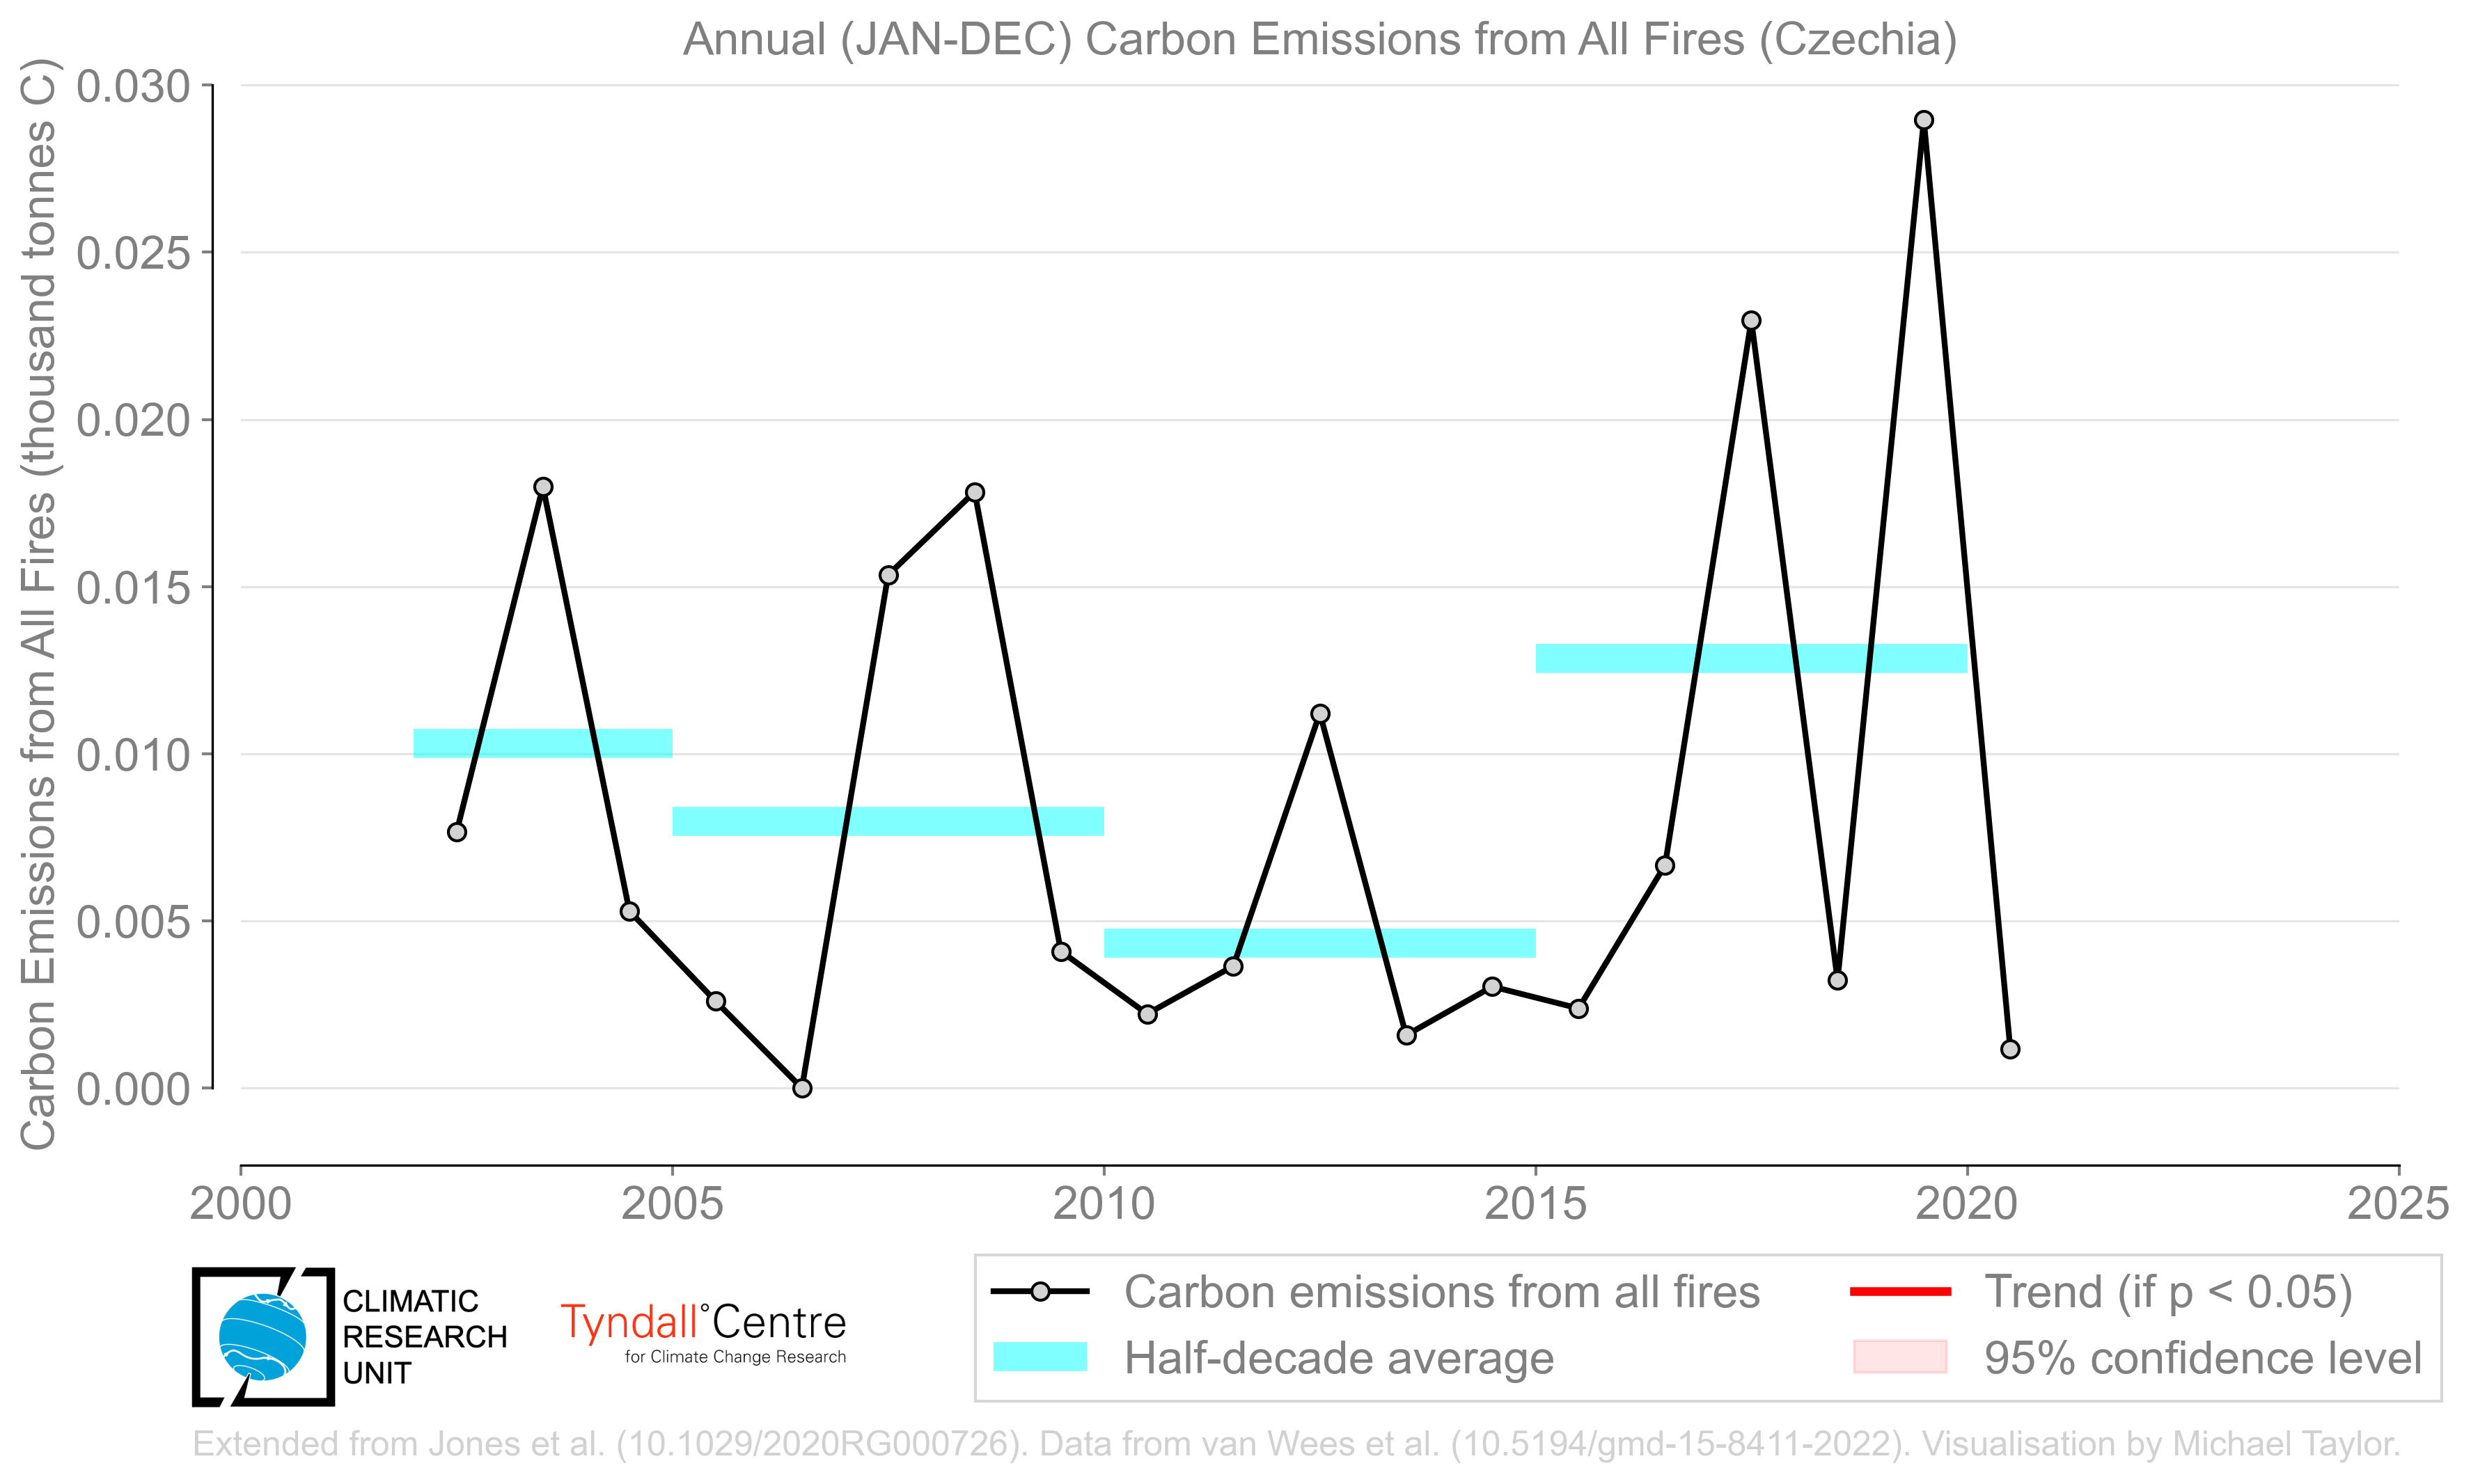 Annual (JAN-DEC) Carbon Emissions from All Fires (Czechia)
Carbon Emissions from All Fires (thousand tonnes C)
0.030
0.025
0.020
0.015
0.010
0.005
0.000
2000
2005
2010
2015
2020
2025
CLIMATIC
RESEARCH
UNIT
Tyndall°Centre
for Climate Change Research
Carbon emissions from all fires
Half-decade average
Trend (if p < 0.05)
95% confidence level
Extended from Jones et al. (10.1029/2020RG000726). Data from van Wees et al. (10.5194/gmd-15-8411-2022). Visualisation by Michael Taylor.